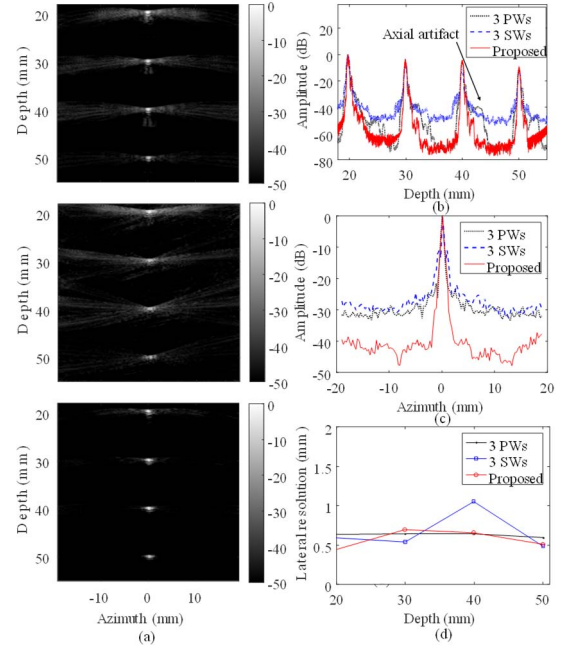 20
30
40
50
Depth (mm)
0
-10
-20
-30
-40
-50
20
30
40
50
Depth (mm)
0
-10
-20
-30
-40
-50
20
30
40
50
Depth (mm)
0
-10
-20
-30
-40
-50
-10 0 10
Azimuth (mm)
(a)
3 PWs
3 SWs
Proposed
Axial artifact
0
-20
-40
-60
-80
Amplitude (dB)
20 30 40 50
Depth (mm)
(b)
3 PWs
3 SWs
Proposed
0
-10
-20
-30
-40
-50
Amplitude (dB)
-20 -10 0 10 20
Azimuth (mm)
(c)
3 PWs
3 SWs
Proposed
2
1.5
1
0.5
0
Lateral resolution (mm)
20 30 40 50
Depth (mm)
(d)